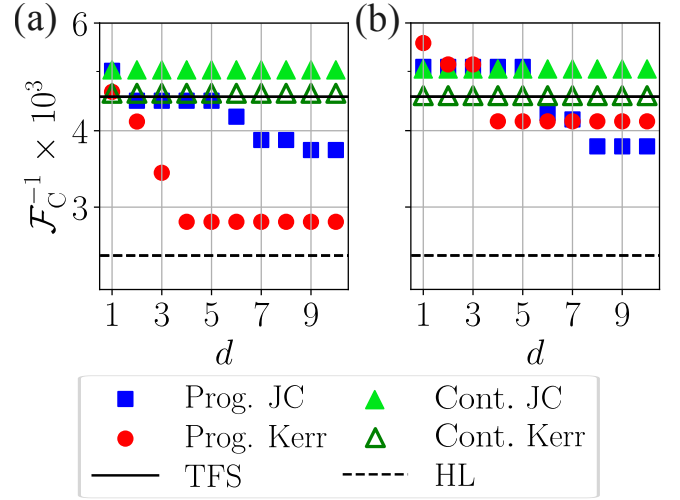 (a)
(b)
6
4
3
F_C^{-1} × 10^3
1 3 5 7 9
1 3 5 7 9
d
d
Prog. JC
Cont. JC
Prog. Kerr
Cont. Kerr
TFS
HL